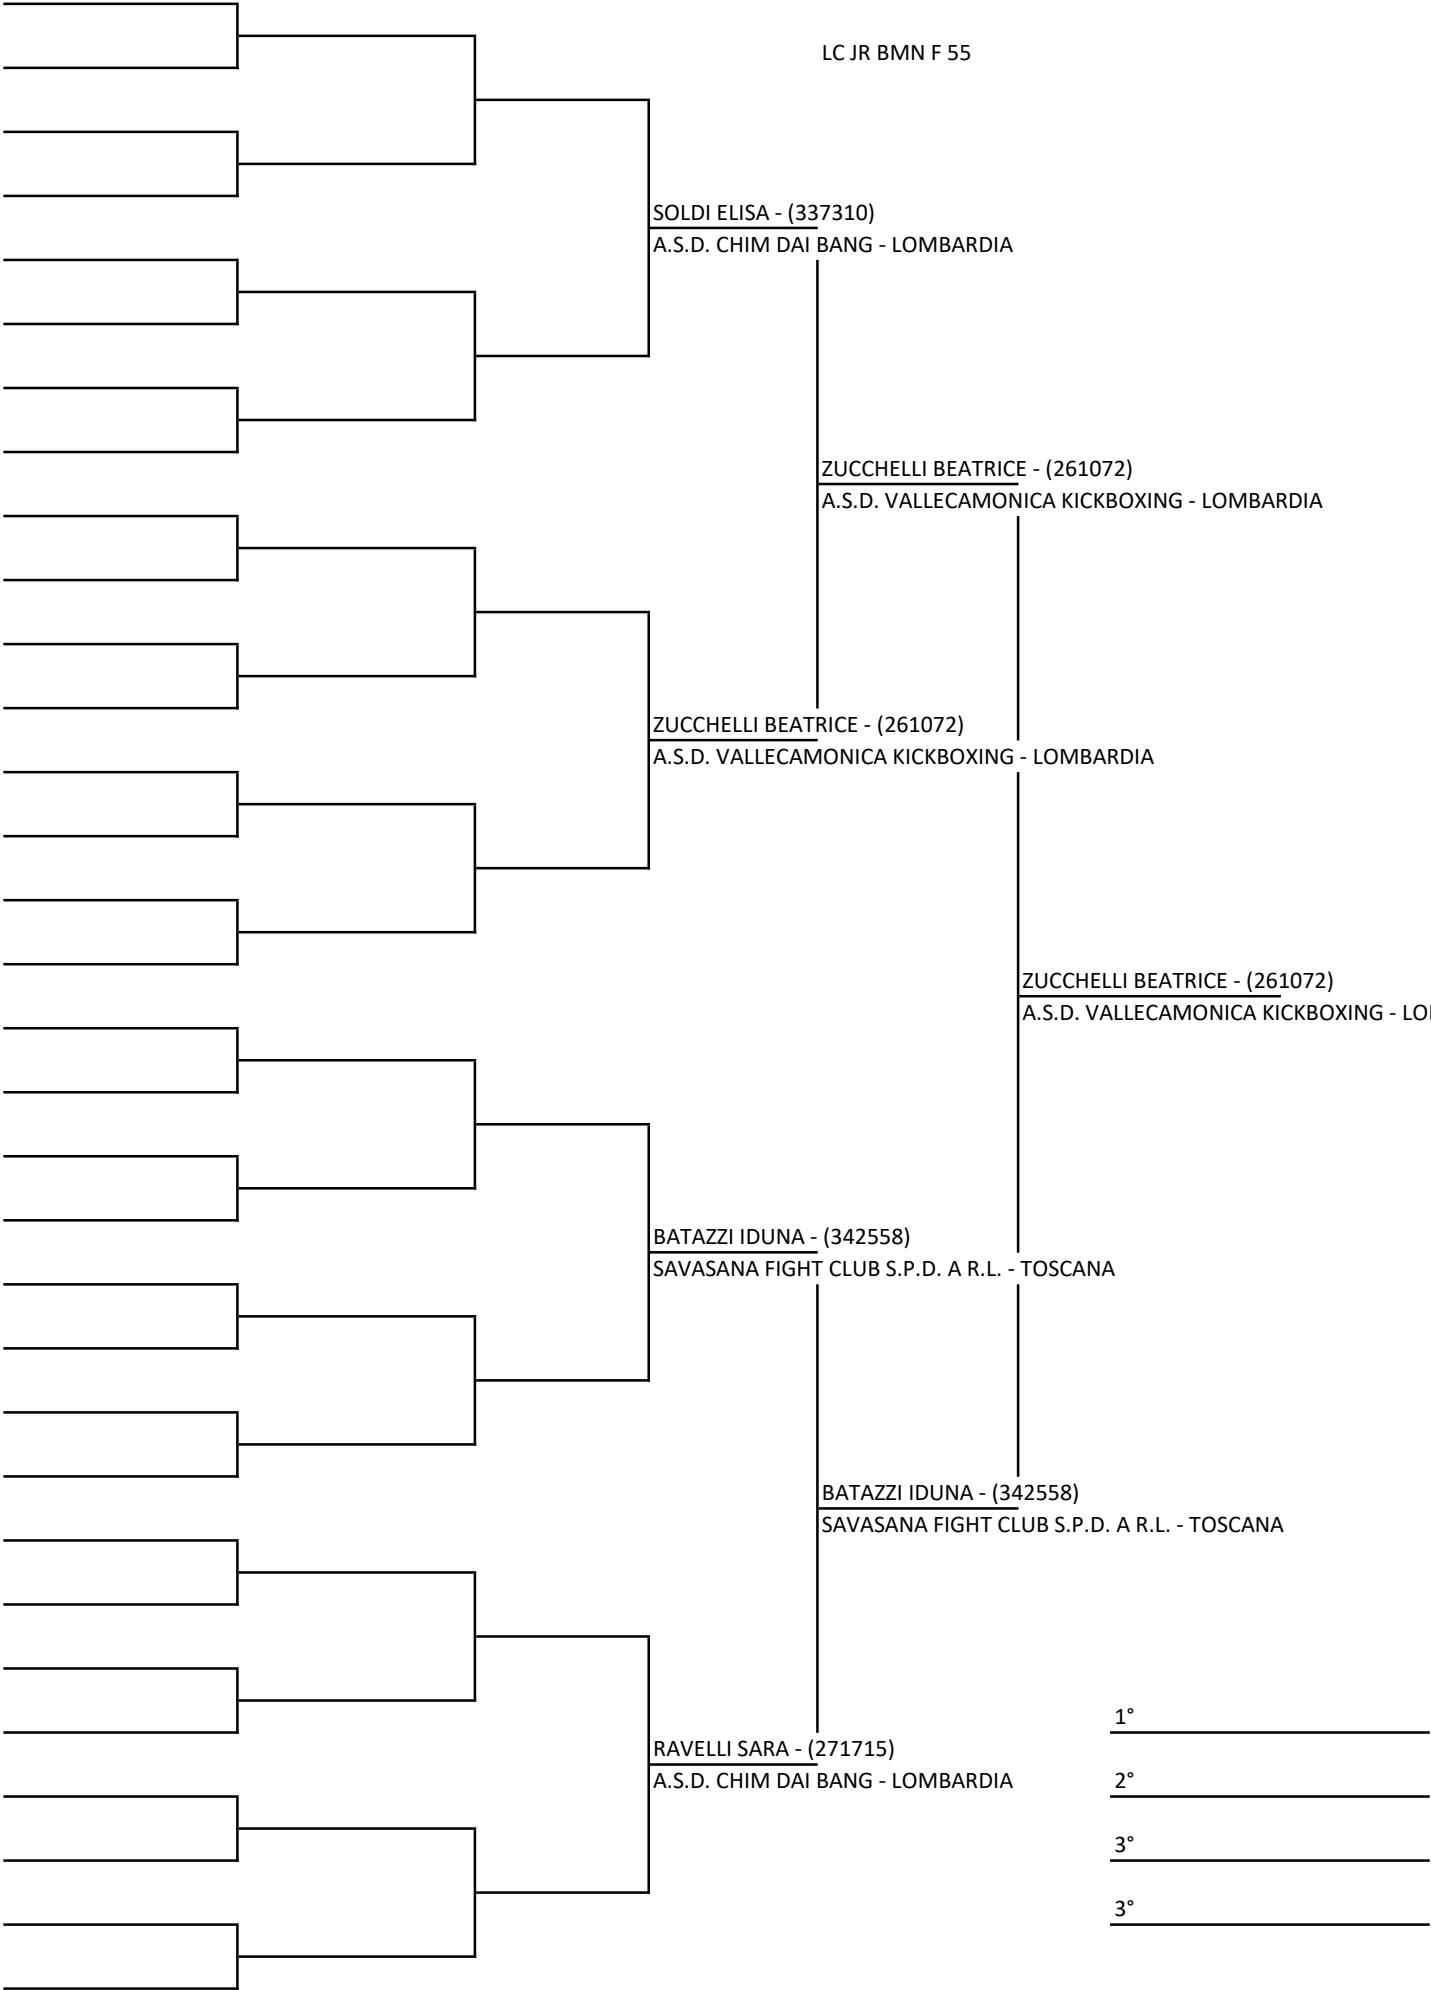 LC JR BMN F 55
SOLDI ELISA - (337310)
A.S.D. CHIM DAI BANG - LOMBARDIA
ZUCCHELLI BEATRICE - (261072)
A.S.D. VALLECAMONICA KICKBOXING - LOMBARDIA
ZUCCHELLI BEATRICE - (261072)
A.S.D. VALLECAMONICA KICKBOXING - LOMBARDIA
ZUCCHELLI BEATRICE - (261072)
A.S.D. VALLECAMONICA KICKBOXING -
BATAZZI IDUNA - (342558)
SAVASANA FIGHT CLUB S.P.D. A R.L. - TOSCANA
BATAZZI IDUNA - (342558)
SAVASANA FIGHT CLUB S.P.D. A R.L. - TOSCANA
1°
RAVELLI SARA - (271715)
A.S.D. CHIM DAI BANG - LOMBARDIA
2°
3°
3°